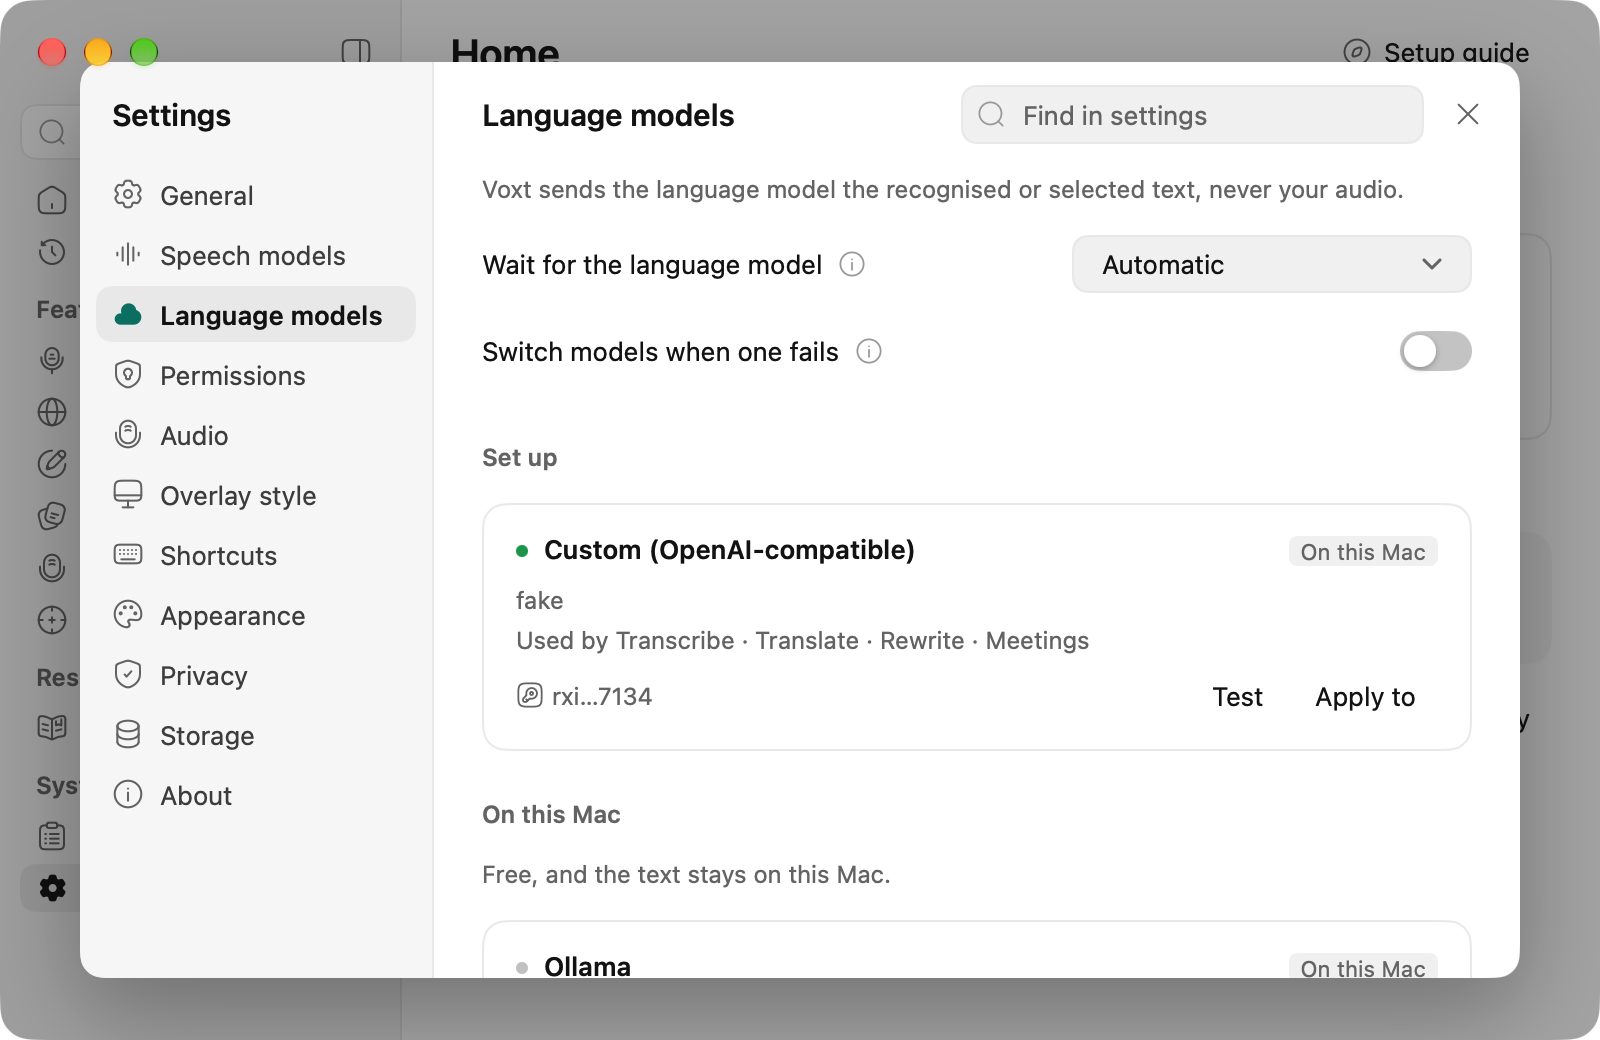 Home
Setup guide
Settings
Language models
Find in settings
General
Speech models
Language models
Permissions
Audio
Overlay style
Shortcuts
Appearance
Privacy
Storage
About
Voxt sends the language model the recognised or selected text, never your audio.
Wait for the language model
Automatic
Switch models when one fails
Set up
Custom (OpenAI-compatible)
On this Mac
fake
Used by Transcribe · Translate · Rewrite · Meetings
rxi...7134
Test
Apply to
On this Mac
Free, and the text stays on this Mac.
Ollama
On this Mac